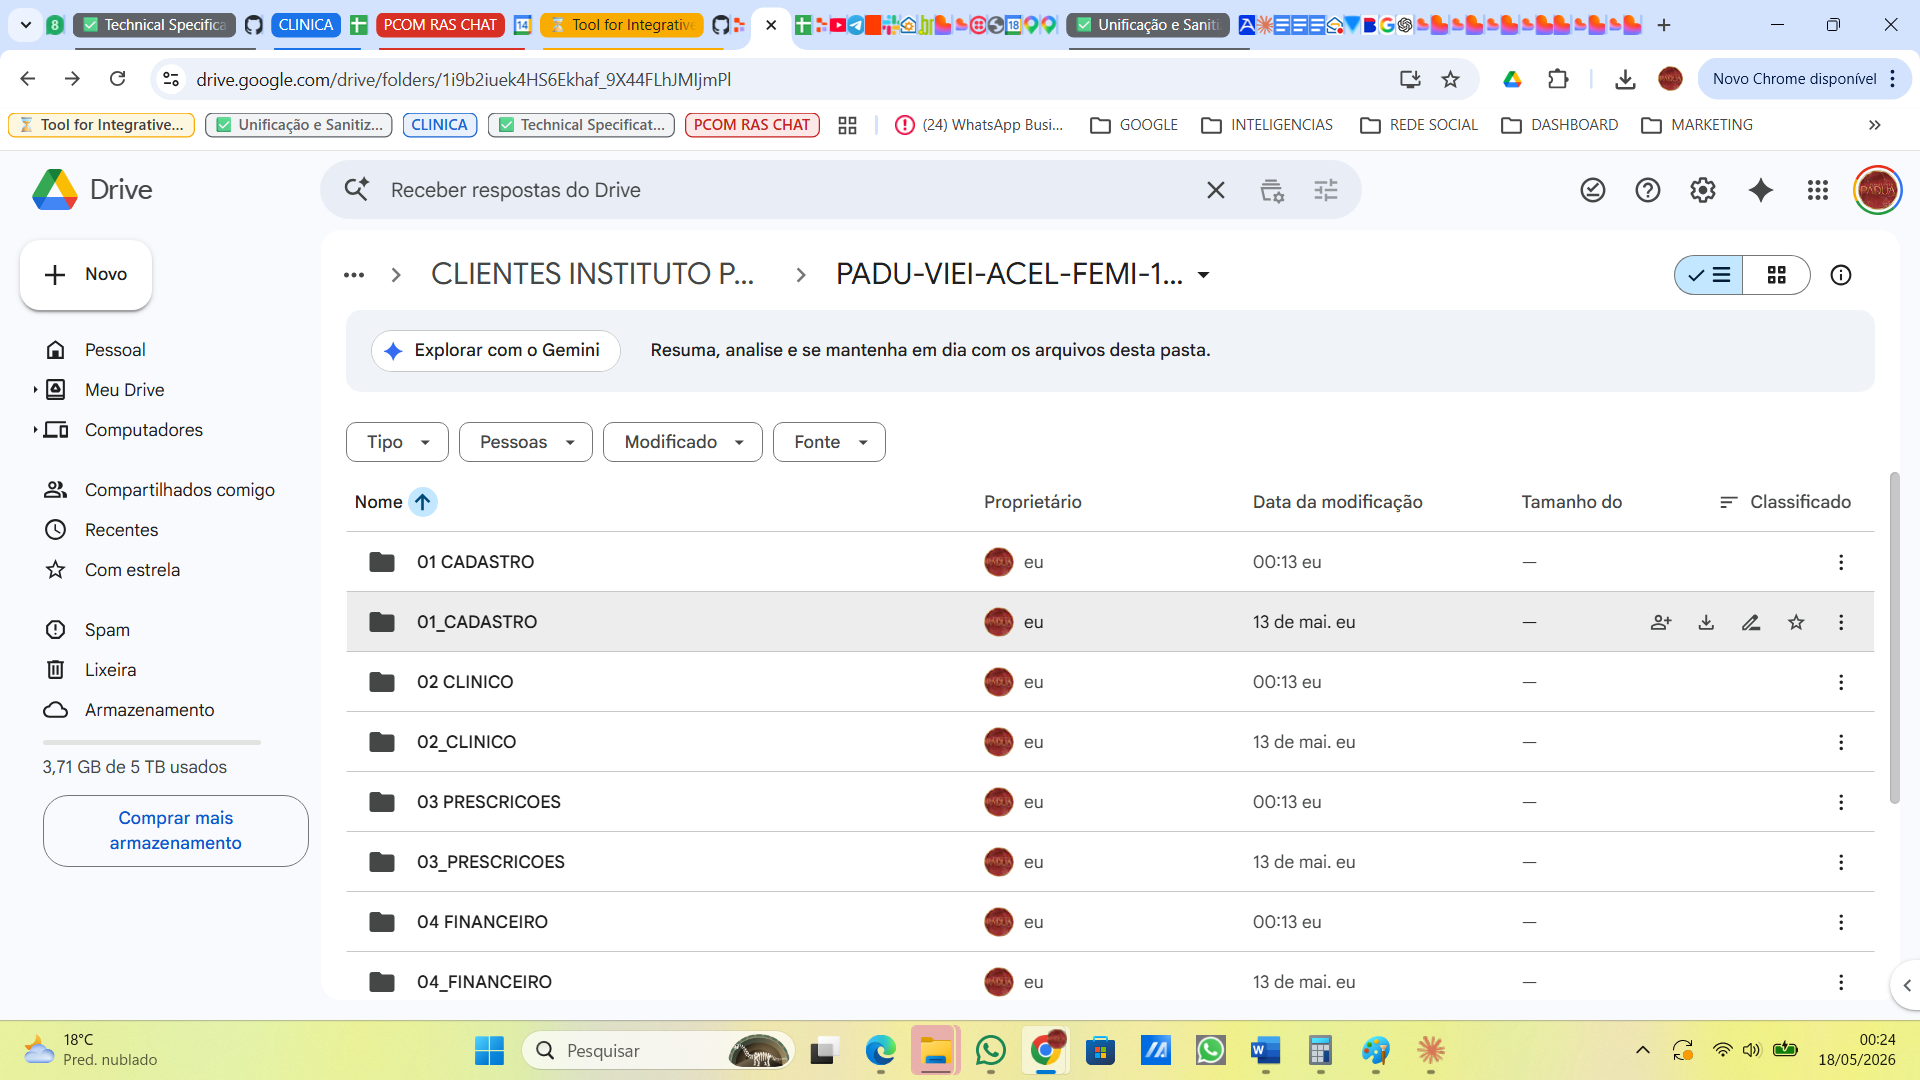 8
Technical Specifica
CLINICA
PCOM RAS CHAT
14
Tool for Integrative
18
Unificação e Saniti
drive.google.com/drive/folders/1i9b2iuek4HS6Ekhaf_9X44FLhJMIjmPl
Novo Chrome disponível
Tool for Integrative...
Unificação e Sanitiz...
CLINICA
Technical Specificat...
PCOM RAS CHAT
(24) WhatsApp Busi...
GOOGLE
INTELIGENCIAS
REDE SOCIAL
DASHBOARD
MARKETING
Drive
Receber respostas do Drive
PADUA
Novo
CLIENTES INSTITUTO P...
PADU-VIEI-ACEL-FEMI-1...
Explorar com o Gemini
Resuma, analise e se mantenha em dia com os arquivos desta pasta.
Pessoal
Meu Drive
Computadores
Compartilhados comigo
Recentes
Com estrela
Spam
Lixeira
Armazenamento
3,71 GB de 5 TB usados
Comprar mais
armazenamento
Tipo
Pessoas
Modificado
Fonte
Nome
Proprietário
Data da modificação
Tamanho do
Classificado
01 CADASTRO
eu
00:13 eu
—
01_CADASTRO
eu
13 de mai. eu
—
02 CLINICO
eu
00:13 eu
—
02_CLINICO
eu
13 de mai. eu
—
03 PRESCRICOES
eu
00:13 eu
—
03_PRESCRICOES
eu
13 de mai. eu
—
04 FINANCEIRO
eu
00:13 eu
—
04_FINANCEIRO
eu
13 de mai. eu
—
18°C
Pred. nublado
Pesquisar
00:24
18/05/2026